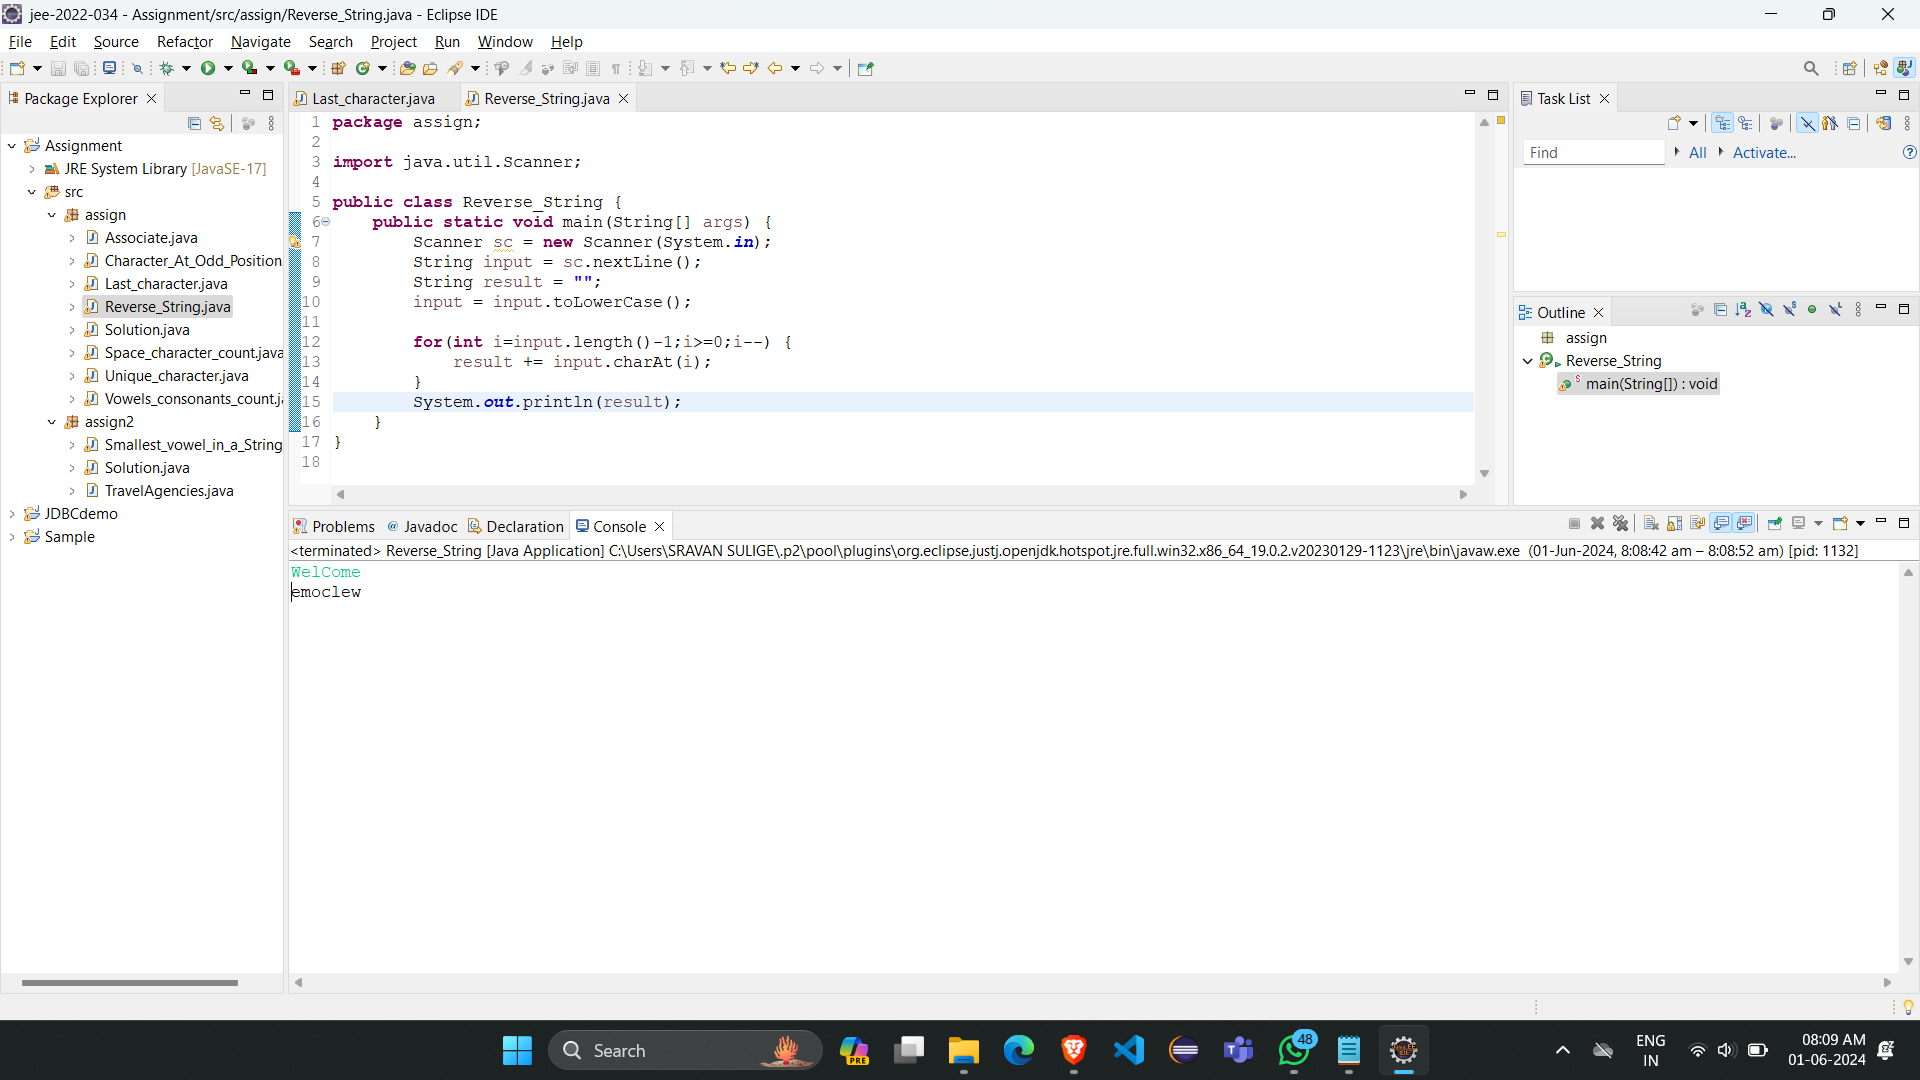 jee-2022-034 - Assignment/src/assign/Reverse_String.java - Eclipse IDE
File Edit Source Refactor Navigate Search Project Run Window Help
Package Explorer
Assignment
JRE System Library [JavaSE-17]
src
assign
Associate.java
Character_At_Odd_Position
Last_character.java
Reverse_String.java
Solution.java
Space_character_count.java
Unique_character.java
Vowels_consonants_count.ja
assign2
Smallest_vowel_in_a_String
Solution.java
TravelAgencies.java
JDBCdemo
Sample
Last_character.java Reverse_String.java
1 package assign;
2
3 import java.util.Scanner;
4
5 public class Reverse_String {
6 public static void main(String[] args) {
7 Scanner sc = new Scanner(System.in);
8 String input = sc.nextLine();
9 String result = "";
10 input = input.toLowerCase();
11
12 for(int i=input.length()-1;i>=0;i--) {
13 result += input.charAt(i);
14 }
15 System.out.println(result);
16 }
17 }
18
Task List
Find All Activate...
Outline
assign
Reverse_String
main(String[]) : void
Problems @ Javadoc Declaration Console
<terminated> Reverse_String [Java Application] C:\Users\SRAVAN SULIGE\.p2\pool\plugins\org.eclipse.justj.openjdk.hotspot.jre.full.win32.x86_64_19.0.2.v20230129-1123\jre\bin\javaw.exe (01-Jun-2024, 8:08:42 am – 8:08:52 am) [pid: 1132]
WelCome
emoclew
Search
PRE
48
ENG
IN
08:09 AM
01-06-2024